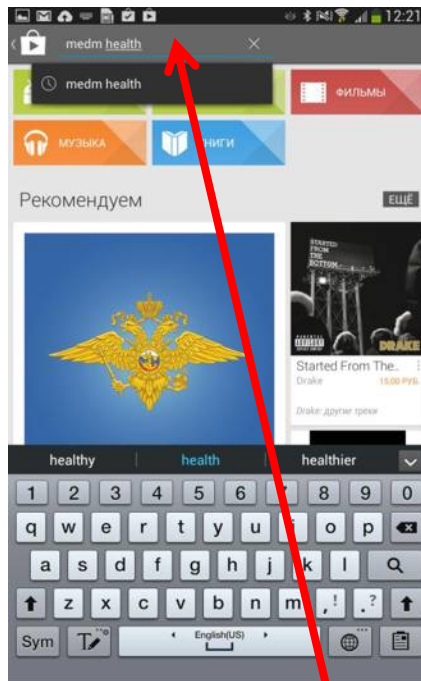 12:21
medm health
medm health
ФИЛЬМЫ
МУЗЫКА
КНИГИ
Рекомендуем
ЕЩЁ
STARTED
FROM
THE
BOTTOM
DRAKE
Started From The..
Drake
15,00 РУБ.
Drake: другие треки
healthy
health
healthier
1 2 3 4 5 6 7 8 9 0
q w e r t y u i o p
a s d f g h j k l
z x c v b n m , ! . ?
Sym
T
English(US)